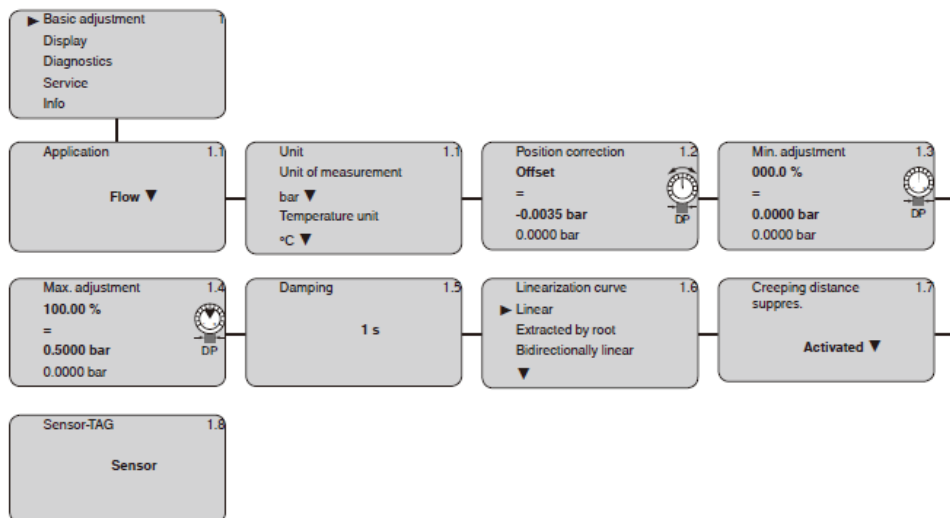 Basic adjustment 1
Display
Diagnostics
Service
Info
Application 1.1
Flow ▼
Unit 1.1
Unit of measurement
bar ▼
Temperature unit
°C ▼
Position correction 1.2
Offset
=
-0.0035 bar
0.0000 bar
DP
Min. adjustment 1.3
000.0 %
=
0.0000 bar
0.0000 bar
DP
Max. adjustment 1.4
100.00 %
=
0.5000 bar
0.0000 bar
DP
Damping 1.5
1 s
Linearization curve 1.6
Linear
Extracted by root
Bidirectionally linear
▼
Creeping distance 1.7
suppres.
Activated ▼
Sensor-TAG 1.8
Sensor